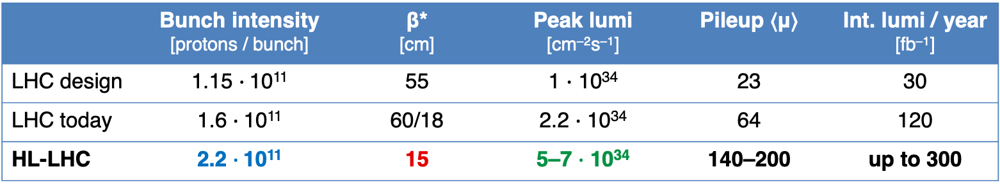 Bunch intensity β* Peak lumi Pileup ⟨µ⟩ Int. lumi / year
[protons / bunch] [cm] [cm⁻²s⁻¹] [fb⁻¹]
LHC design 1.15 · 10¹¹ 55 1 · 10³⁴ 23 30
LHC today 1.6 · 10¹¹ 60/18 2.2 · 10³⁴ 64 120
HL-LHC 2.2 · 10¹¹ 15 5–7 · 10³⁴ 140–200 up to 300